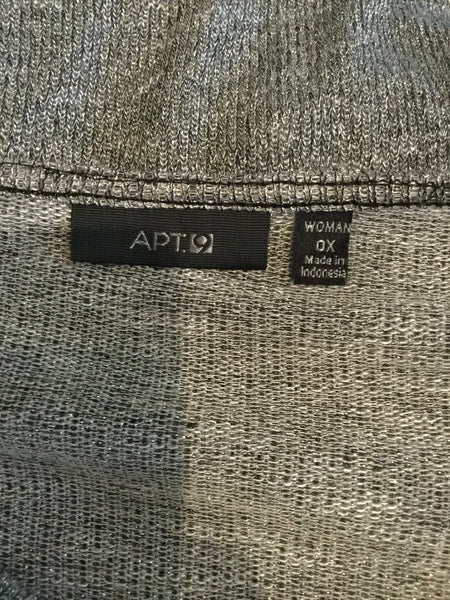 APT.9
WOMAN
0X
Made in
Indonesia